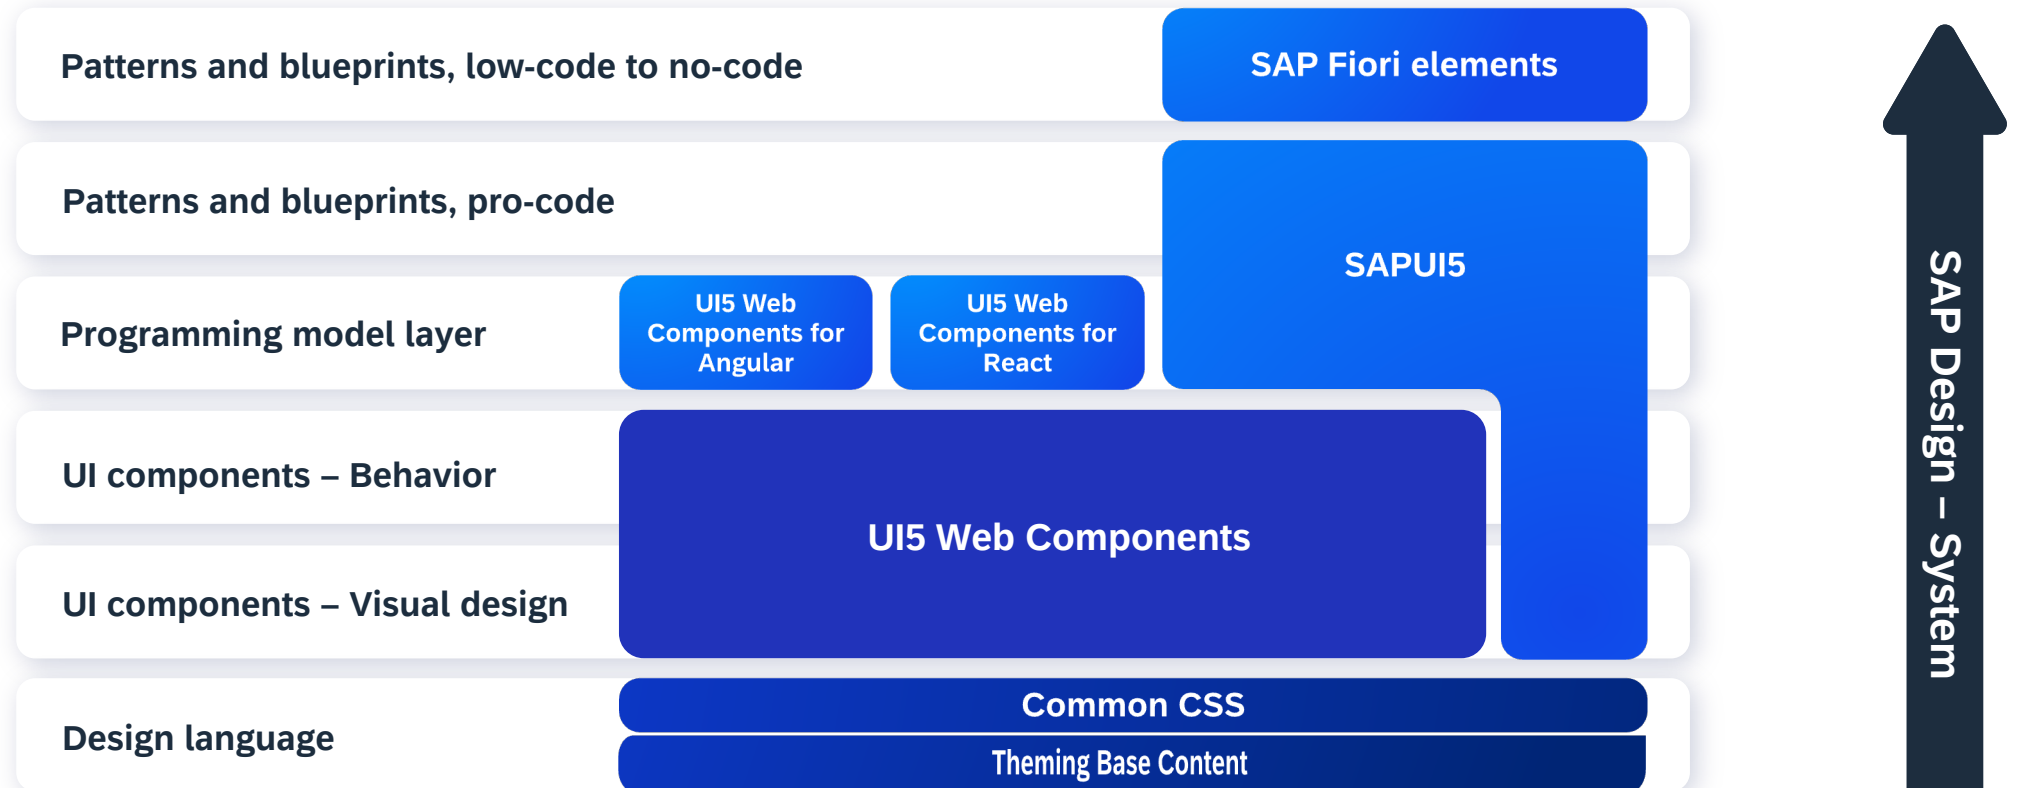 Patterns and blueprints, low-code to no-code
SAP Fiori elements
Patterns and blueprints, pro-code
SAPUI5
Programming model layer
UI5 Web
Components for
Angular
UI5 Web
Components for
React
UI components – Behavior
UI5 Web Components
UI components – Visual design
Design language
Common CSS
Theming Base Content
SAP Design – System